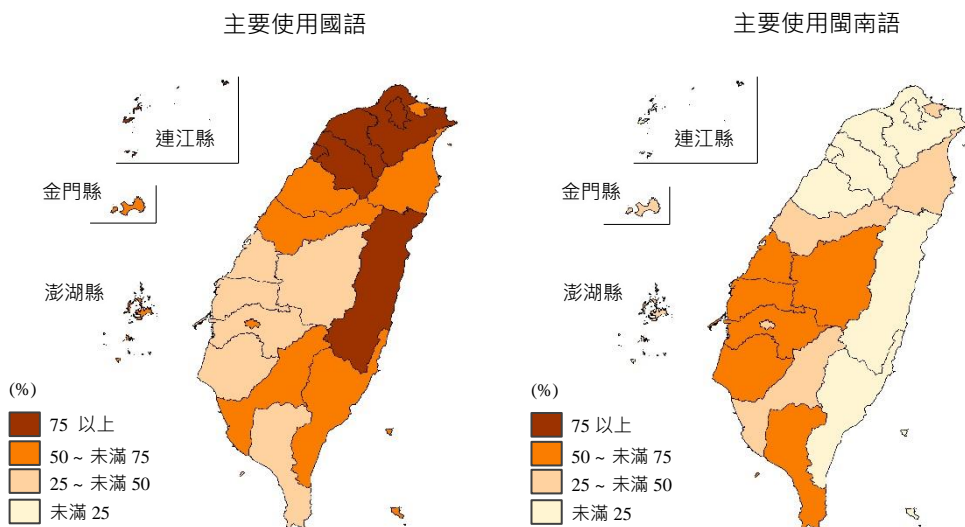 主要使用國語
連江縣
金門縣
澎湖縣
(%)
75 以上
50 ~ 未滿 75
25 ~ 未滿 50
未滿 25
主要使用閩南語
連江縣
金門縣
澎湖縣
(%)
75 以上
50 ~ 未滿 75
25 ~ 未滿 50
未滿 25